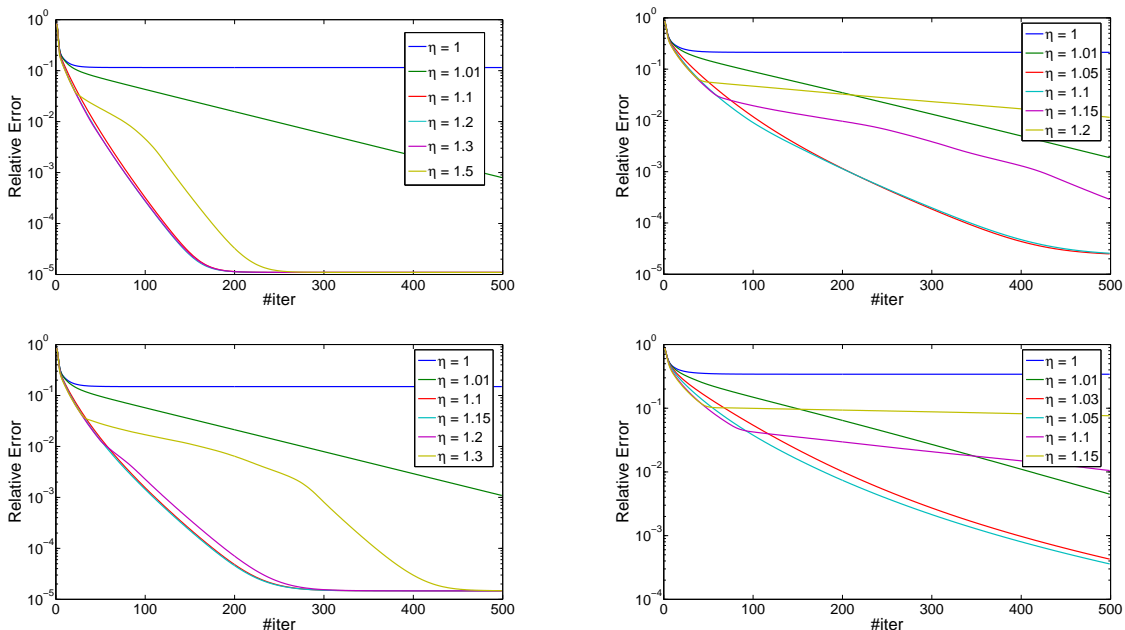 10^0
10^-1
10^-2
10^-3
10^-4
10^-5
Relative Error
0 100 200 300 400 500
#iter
η = 1
η = 1.01
η = 1.1
η = 1.2
η = 1.3
η = 1.5
10^0
10^-1
10^-2
10^-3
10^-4
10^-5
Relative Error
0 100 200 300 400 500
#iter
η = 1
η = 1.01
η = 1.05
η = 1.1
η = 1.15
η = 1.2
10^0
10^-1
10^-2
10^-3
10^-4
10^-5
Relative Error
0 100 200 300 400 500
#iter
η = 1
η = 1.01
η = 1.1
η = 1.15
η = 1.2
η = 1.3
10^0
10^-1
10^-2
10^-3
10^-4
Relative Error
0 100 200 300 400 500
#iter
η = 1
η = 1.01
η = 1.03
η = 1.05
η = 1.1
η = 1.15